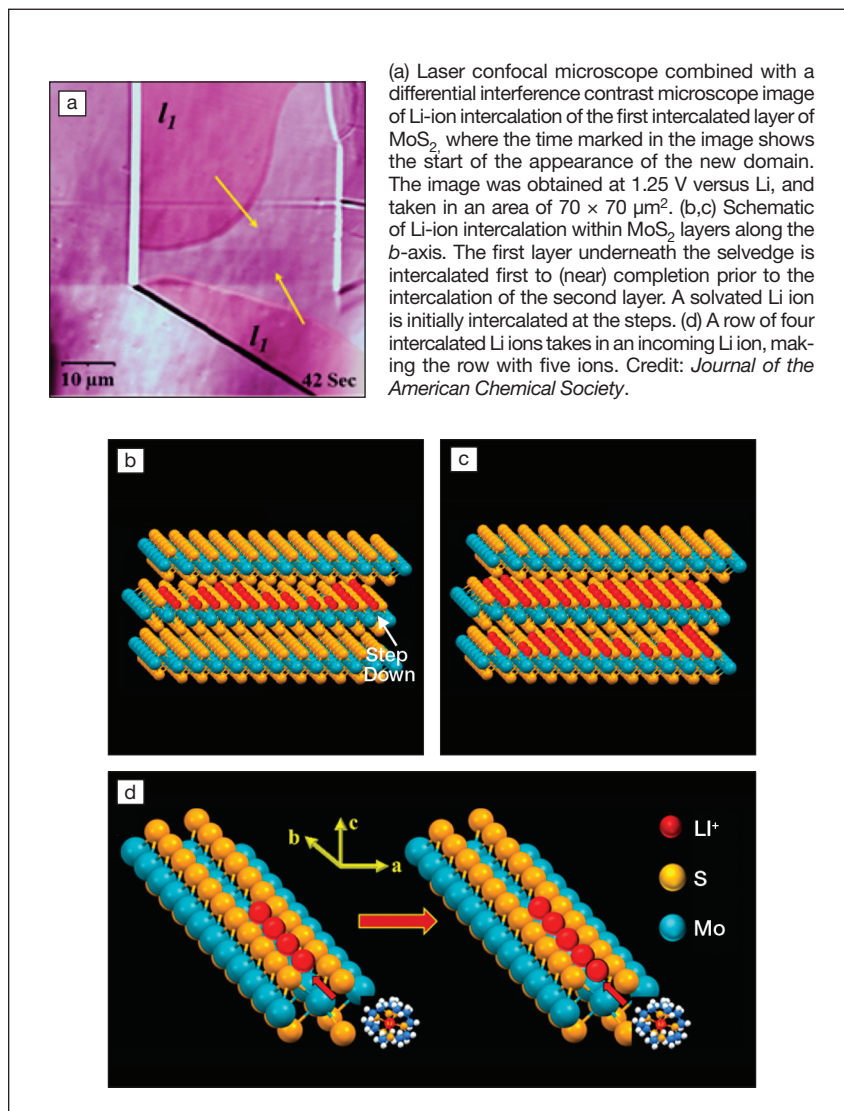 a
l1
l1
10 µm
42 Sec
(a) Laser confocal microscope combined with a
differential interference contrast microscope image
of Li-ion intercalation of the first intercalated layer of
MoS2, where the time marked in the image shows
the start of the appearance of the new domain.
The image was obtained at 1.25 V versus Li, and
taken in an area of 70 × 70 µm². (b,c) Schematic
of Li-ion intercalation within MoS2 layers along the
b-axis. The first layer underneath the selvedge is
intercalated first to (near) completion prior to the
intercalation of the second layer. A solvated Li ion
is initially intercalated at the steps. (d) A row of four
intercalated Li ions takes in an incoming Li ion, mak-
ing the row with five ions. Credit: Journal of the
American Chemical Society.
b
Step
Down
c
d
c
b
a
LI+
S
Mo